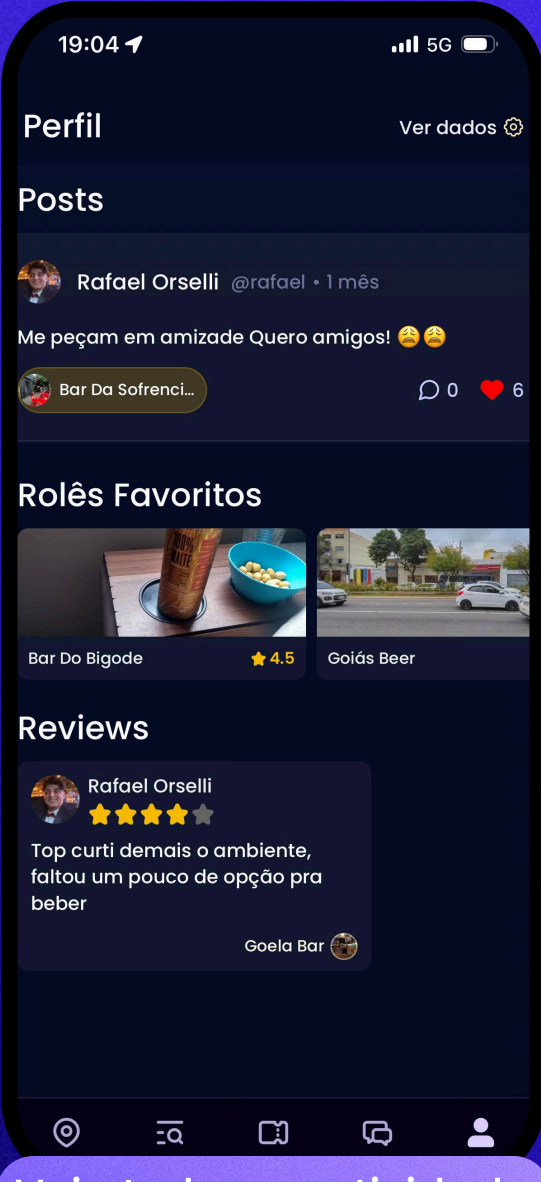 19:04 5G
Perfil
Ver dados
Posts
Rafael Orselli @rafael • 1 mês
Me peçam em amizade Quero amigos! 😩😩
Bar Da Sofrenci... 0 6
Rolês Favoritos
100%
MALTE
Bar Do Bigode 4.5
Goiás Beer
Reviews
Rafael Orselli
Top curti demais o ambiente,
faltou um pouco de opção pra
beber
Goela Bar